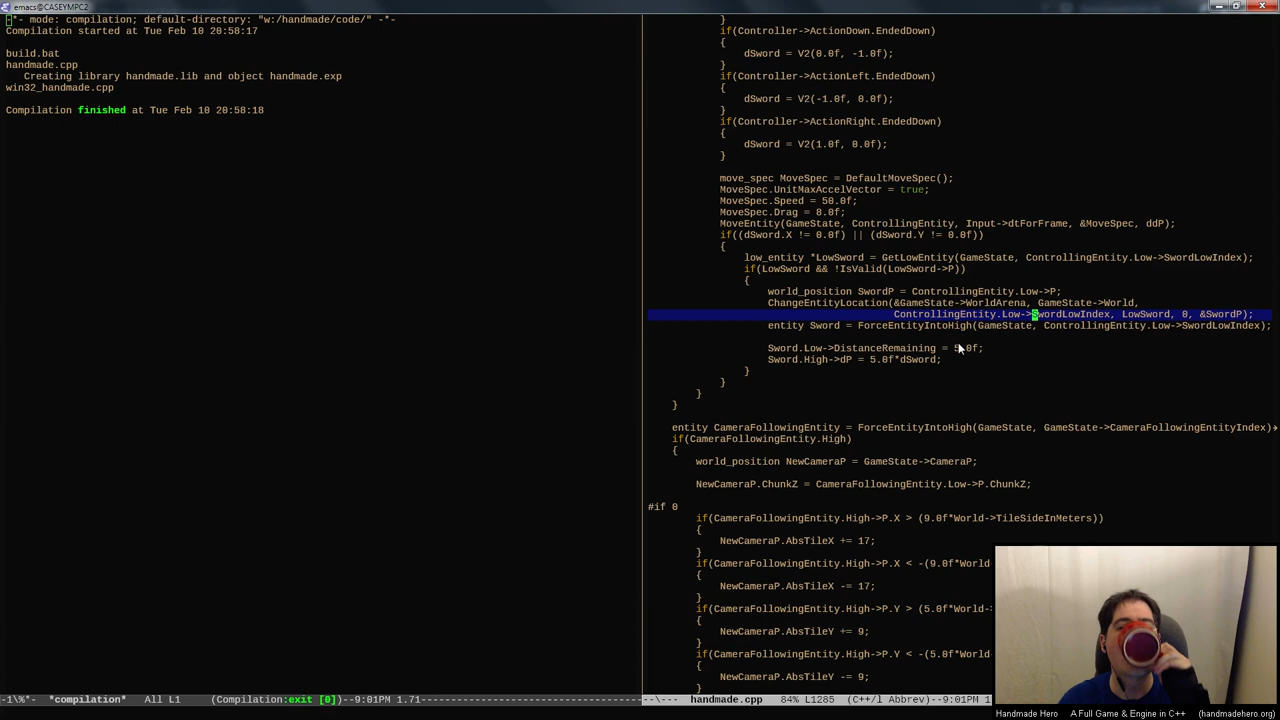 emacs@CASEYMPC2
-*- mode: compilation; default-directory: "w:/handmade/code/" -*-
Compilation started at Tue Feb 10 20:58:17
build.bat
handmade.cpp
Creating library handmade.lib and object handmade.exp
win32_handmade.cpp
Compilation finished at Tue Feb 10 20:58:18
-1\%*- *compilation* All L1 (Compilation:exit [0])--9:01PM 1.71
}
if(Controller->ActionDown.EndedDown)
{
dSword = V2(0.0f, -1.0f);
}
if(Controller->ActionLeft.EndedDown)
{
dSword = V2(-1.0f, 0.0f);
}
if(Controller->ActionRight.EndedDown)
{
dSword = V2(1.0f, 0.0f);
}
move_spec MoveSpec = DefaultMoveSpec();
MoveSpec.UnitMaxAccelVector = true;
MoveSpec.Speed = 50.0f;
MoveSpec.Drag = 8.0f;
MoveEntity(GameState, ControllingEntity, Input->dtForFrame, &MoveSpec, ddP);
if((dSword.X != 0.0f) || (dSword.Y != 0.0f))
{
low_entity *LowSword = GetLowEntity(GameState, ControllingEntity.Low->SwordLowIndex);
if(LowSword && !IsValid(LowSword->P))
{
world_position SwordP = ControllingEntity.Low->P;
ChangeEntityLocation(&GameState->WorldArena, GameState->World,
ControllingEntity.Low->SwordLowIndex, LowSword, 0, &SwordP);
entity Sword = ForceEntityIntoHigh(GameState, ControllingEntity.Low->SwordLowIndex);
Sword.Low->DistanceRemaining = 5.0f;
Sword.High->dP = 5.0f*dSword;
}
}
}
}
entity CameraFollowingEntity = ForceEntityIntoHigh(GameState, GameState->CameraFollowingEntityIndex)
if(CameraFollowingEntity.High)
{
world_position NewCameraP = GameState->CameraP;
NewCameraP.ChunkZ = CameraFollowingEntity.Low->P.ChunkZ;
#if 0
if(CameraFollowingEntity.High->P.X > (9.0f*World->TileSideInMeters))
{
NewCameraP.AbsTileX += 17;
}
if(CameraFollowingEntity.High->P.X < -(9.0f*World-
{
NewCameraP.AbsTileX -= 17;
}
if(CameraFollowingEntity.High->P.Y > (5.0f*World->
{
NewCameraP.AbsTileY += 9;
}
if(CameraFollowingEntity.High->P.Y < -(5.0f*World-
{
NewCameraP.AbsTileY -= 9;
}
--\--- handmade.cpp 84% L1285 (C++/l Abbrev)--9:01PM 1
Handmade Hero A Full Game & Engine in C++ (handmadehero.org)